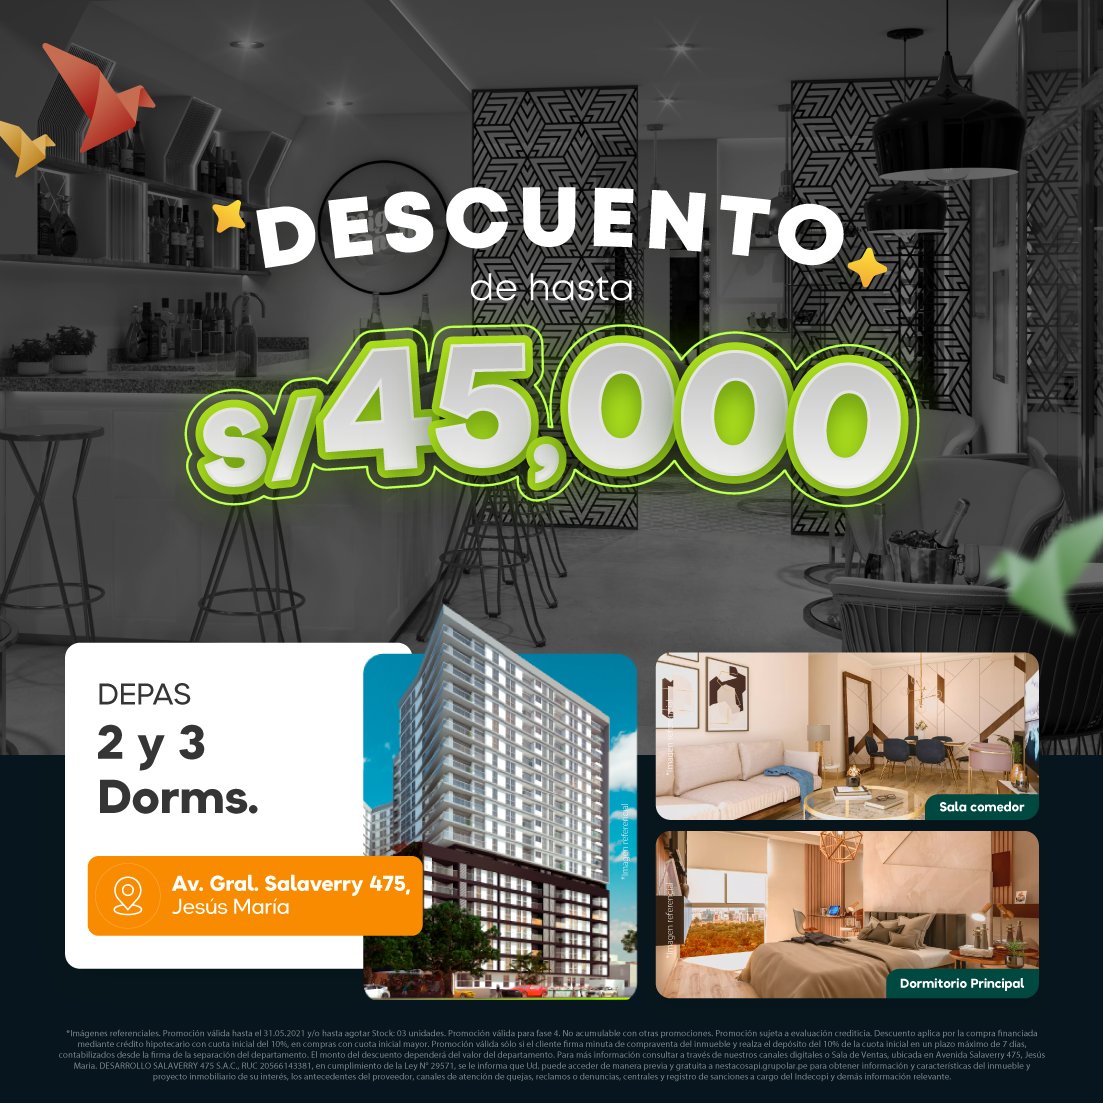 DESCUENTO
de hasta
S/45,000
DEPAS
2 y 3
Dorms.
Av. Gral. Salaverry 475,
Jesús María
*Imagen referencial
*Imagen referencial
Sala comedor
*Imagen referencial
Dormitorio Principal
*Imágenes referenciales. Promoción válida hasta el 31.05.2021 y/o hasta agotar Stock: 03 unidades. Promoción válida para fase 4. No acumulable con otras promociones. Promoción sujeta a evaluación crediticia. Descuento aplica por la compra financiada
mediante crédito hipotecario con cuota inicial del 10%, en compras con cuota inicial mayor. Promoción válida sólo si el cliente firma minuta de compraventa del inmueble y realza el depósito del 10% de la cuota inicial en un plazo máximo de 7 días,
contabilizados desde la firma de la separación del departamento. El monto del descuento dependerá del valor del departamento. Para más información consultar a través de nuestros canales digitales o Sala de Ventas, ubicada en Avenida Salaverry 475, Jesús
Maria. DESARROLLO SALAVERRY 475 S.A.C., RUC 20566143381, en cumplimiento de la Ley N° 29571, se le informa que Ud. puede acceder de manera previa y gratuita a nestacosapi.grupolar.pe para obtener información y características del inmueble y
proyecto inmobiliario de su interés, los antecedentes del proveedor, canales de atención de quejas, reclamos o denuncias, centrales y registro de sanciones a cargo del Indecopi y demás información relevante.